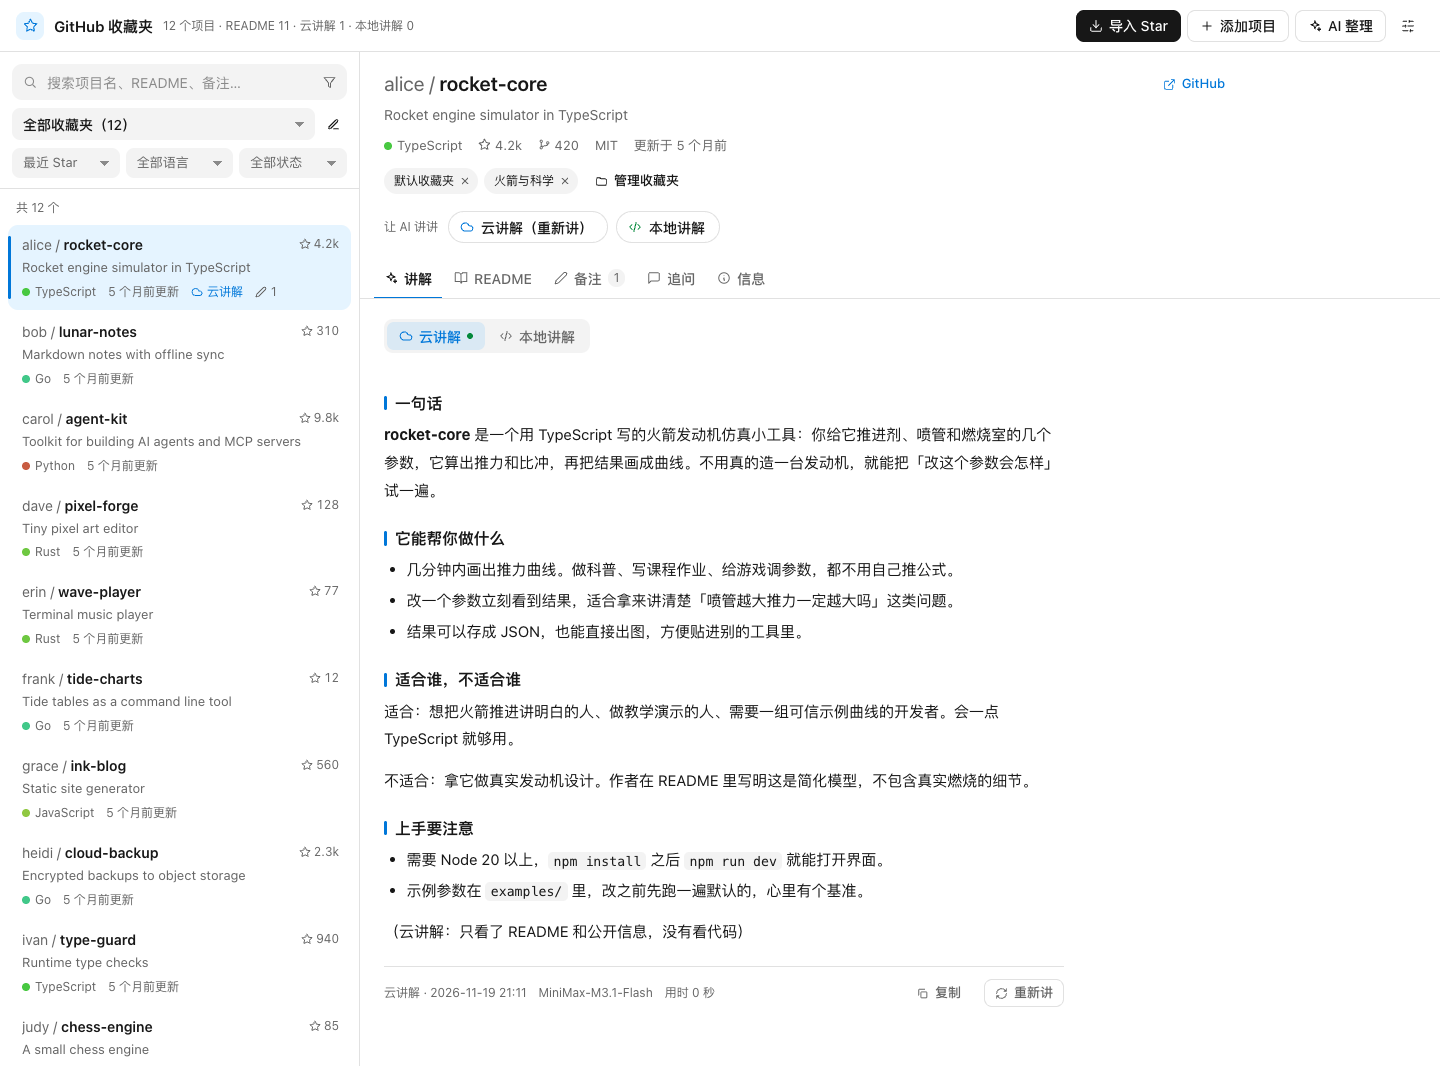 GitHub 收藏夹 12 个项目 · README 11 · 云讲解 1 · 本地讲解 0
导入 Star
添加项目
AI 整理
搜索项目名、README、备注...
全部收藏夹（12）
最近 Star 全部语言 全部状态
共 12 个
alice / rocket-core 4.2k
Rocket engine simulator in TypeScript
TypeScript 5 个月前更新 云讲解 1
bob / lunar-notes 310
Markdown notes with offline sync
Go 5 个月前更新
carol / agent-kit 9.8k
Toolkit for building AI agents and MCP servers
Python 5 个月前更新
dave / pixel-forge 128
Tiny pixel art editor
Rust 5 个月前更新
erin / wave-player 77
Terminal music player
Rust 5 个月前更新
frank / tide-charts 12
Tide tables as a command line tool
Go 5 个月前更新
grace / ink-blog 560
Static site generator
JavaScript 5 个月前更新
heidi / cloud-backup 2.3k
Encrypted backups to object storage
Go 5 个月前更新
ivan / type-guard 940
Runtime type checks
TypeScript 5 个月前更新
judy / chess-engine 85
A small chess engine
alice / rocket-core
GitHub
Rocket engine simulator in TypeScript
TypeScript 4.2k 420 MIT 更新于 5 个月前
默认收藏夹 × 火箭与科学 × 管理收藏夹
让 AI 讲讲 云讲解（重新讲） 本地讲解
讲解 README 备注 1 追问 信息
云讲解 本地讲解
一句话
rocket-core 是一个用 TypeScript 写的火箭发动机仿真小工具：你给它推进剂、喷管和燃烧室的几个
参数，它算出推力和比冲，再把结果画成曲线。不用真的造一台发动机，就能把「改这个参数会怎样」
试一遍。
它能帮你做什么
• 几分钟内画出推力曲线。做科普、写课程作业、给游戏调参数，都不用自己推公式。
• 改一个参数立刻看到结果，适合拿来讲清楚「喷管越大推力一定越大吗」这类问题。
• 结果可以存成 JSON，也能直接出图，方便贴进别的工具里。
适合谁，不适合谁
适合：想把火箭推进讲明白的人、做教学演示的人、需要一组可信示例曲线的开发者。会一点
TypeScript 就够用。
不适合：拿它做真实发动机设计。作者在 README 里写明这是简化模型，不包含真实燃烧的细节。
上手要注意
• 需要 Node 20 以上，npm install 之后 npm run dev 就能打开界面。
• 示例参数在 examples/ 里，改之前先跑一遍默认的，心里有个基准。
（云讲解：只看了 README 和公开信息，没有看代码）
云讲解 · 2026-11-19 21:11 MiniMax-M3.1-Flash 用时 0 秒
复制
重新讲